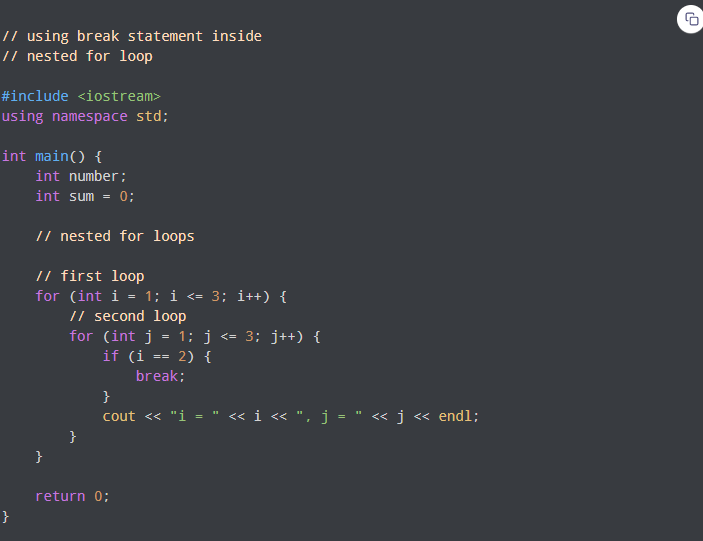 // using break statement inside
// nested for loop
#include <iostream>
using namespace std;
int main() {
int number;
int sum = 0;
// nested for loops
// first loop
for (int i = 1; i <= 3; i++) {
// second loop
for (int j = 1; j <= 3; j++) {
if (i == 2) {
break;
}
cout << "i = " << i << ", j = " << j << endl;
}
}
return 0;
}